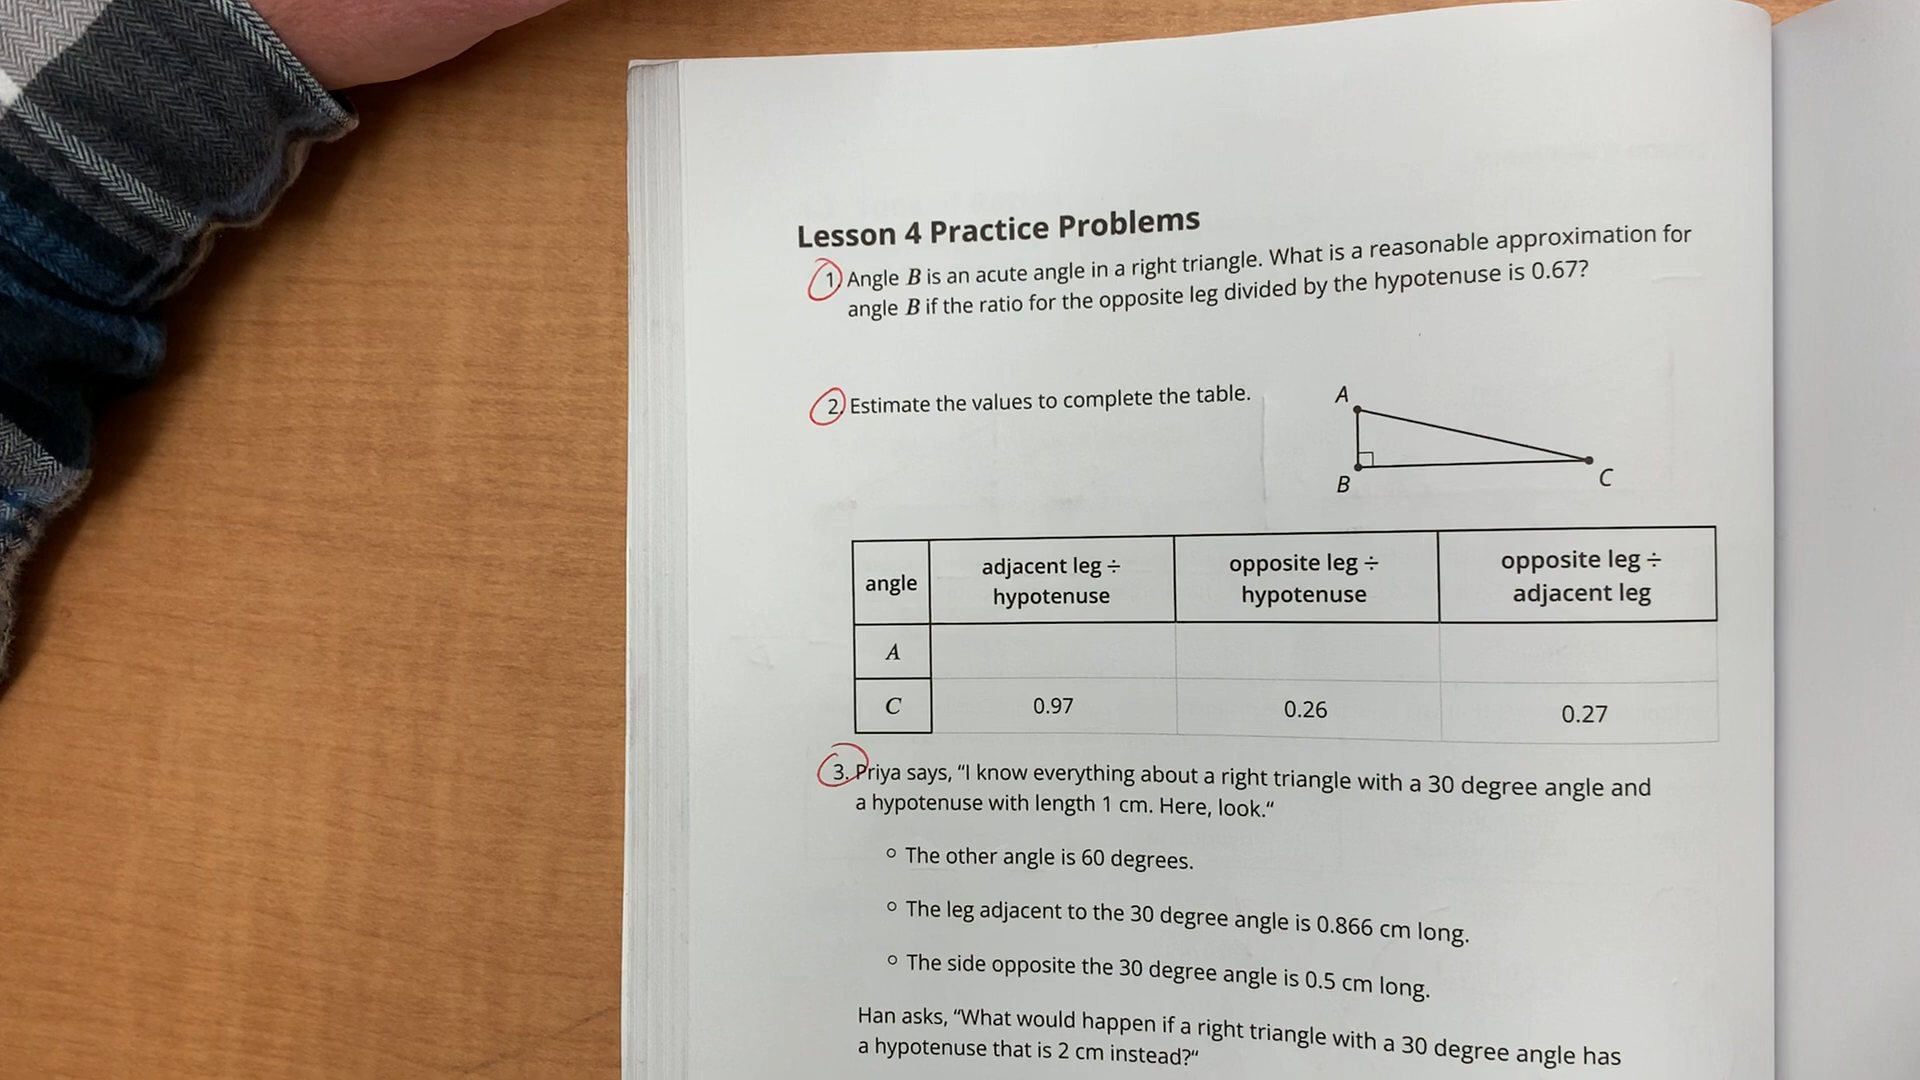 Lesson 4 Practice Problems
1. Angle B is an acute angle in a right triangle. What is a reasonable approximation for
angle B if the ratio for the opposite leg divided by the hypotenuse is 0.67?
2. Estimate the values to complete the table.
A
B
C
angle
adjacent leg ÷
hypotenuse
opposite leg ÷
hypotenuse
opposite leg ÷
adjacent leg
A
C 0.97 0.26 0.27
3. Priya says, “I know everything about a right triangle with a 30 degree angle and
a hypotenuse with length 1 cm. Here, look.“
○ The other angle is 60 degrees.
○ The leg adjacent to the 30 degree angle is 0.866 cm long.
○ The side opposite the 30 degree angle is 0.5 cm long.
Han asks, “What would happen if a right triangle with a 30 degree angle has
a hypotenuse that is 2 cm instead?“